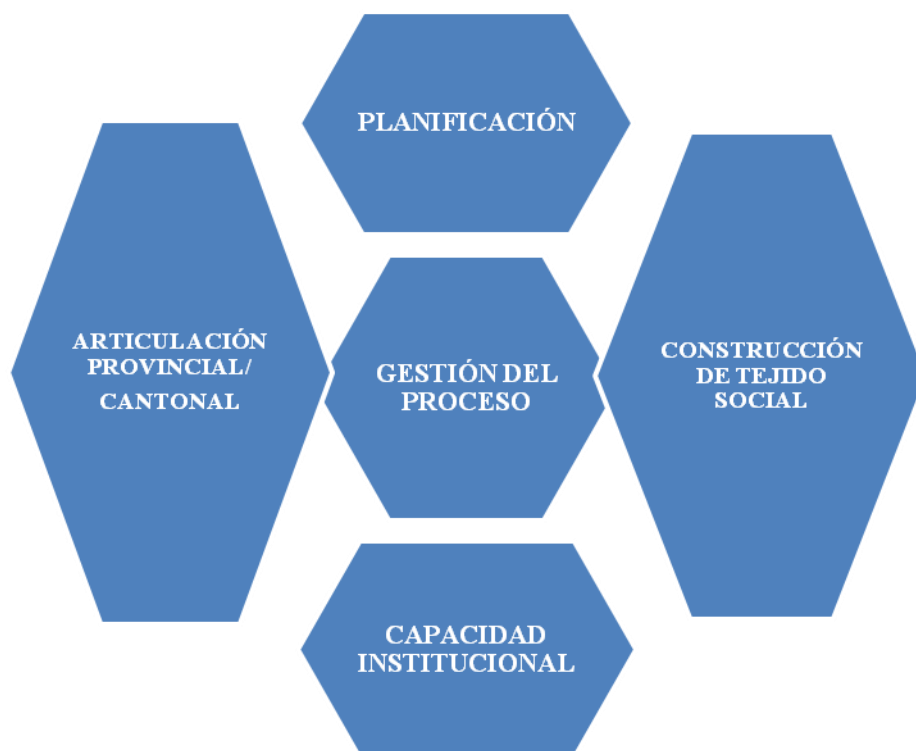 PLANIFICACIÓN
ARTICULACIÓN
PROVINCIAL/
CANTONAL
GESTIÓN DEL
PROCESO
CONSTRUCCIÓN
DE TEJIDO
SOCIAL
CAPACIDAD
INSTITUCIONAL